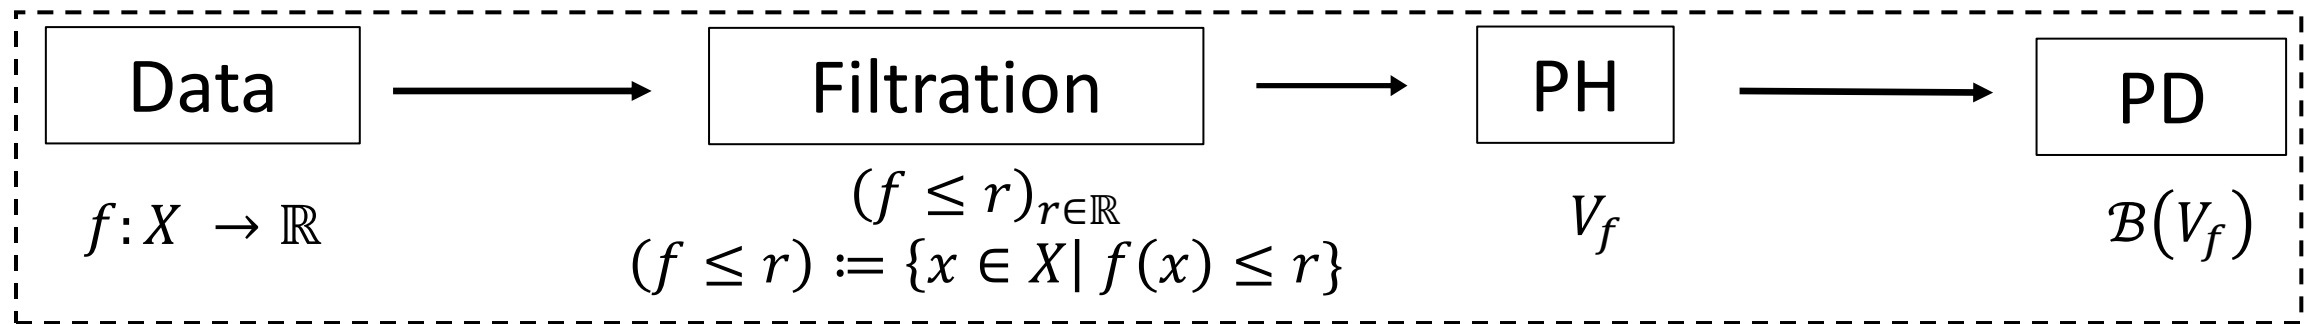 Data
Filtration
PH
PD
f: X → ℝ
(f ≤ r)_{r∈ℝ}
(f ≤ r) ≔ {x ∈ X| f(x) ≤ r}
V_f
ℬ(V_f)